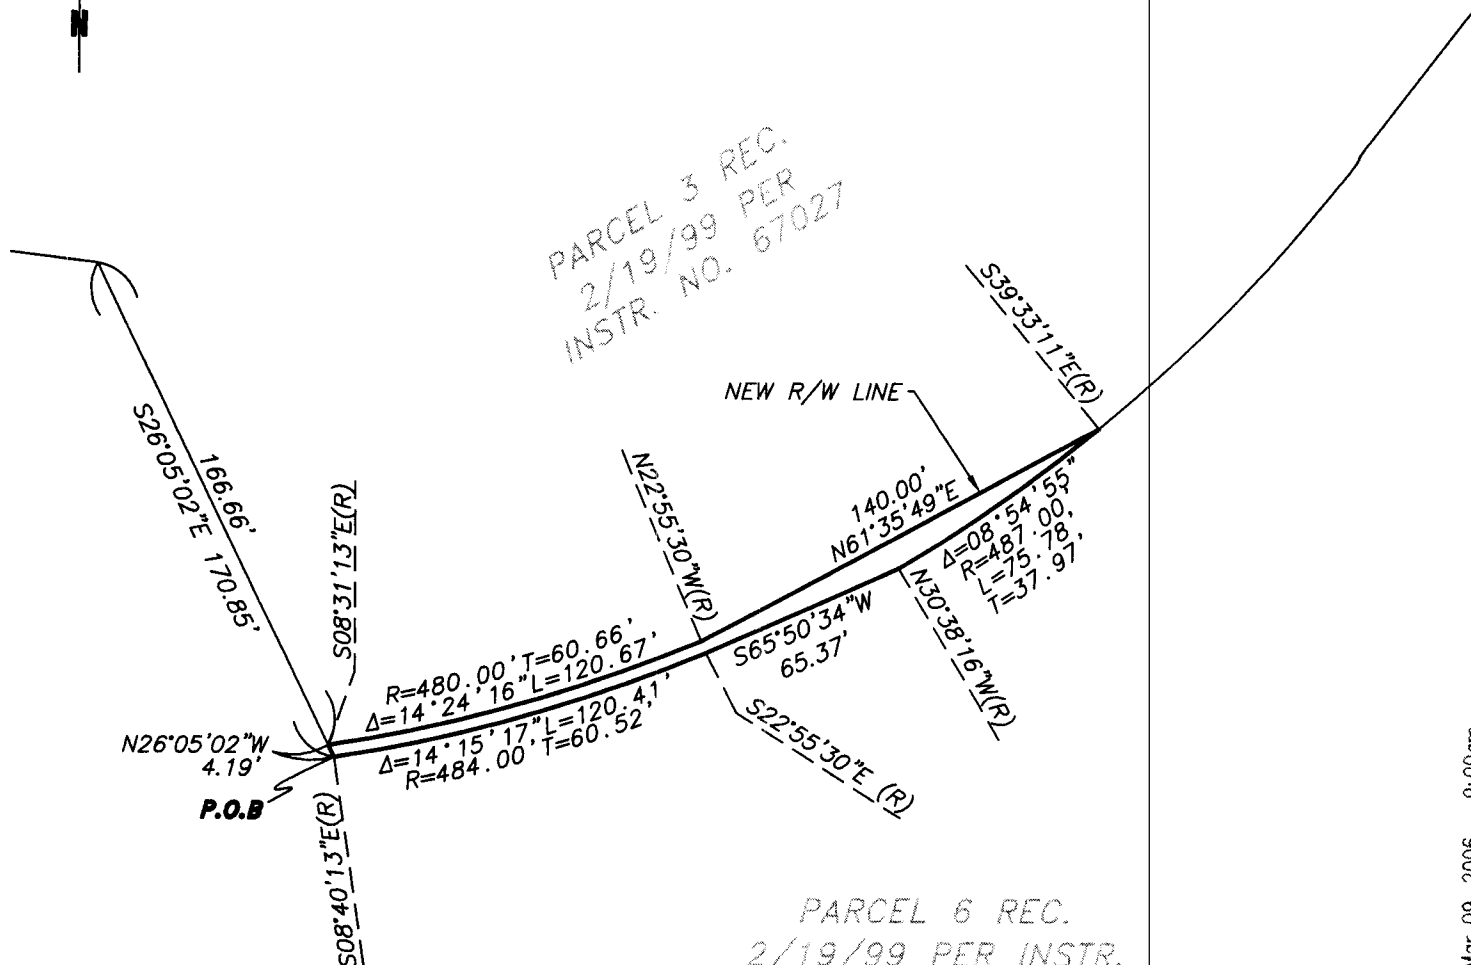 N
PARCEL 3 REC.
2/19/99 PER
INSTR. NO. 67027
S39°33'11"E(R)
NEW R/W LINE
166.66'
S26°05'02"E 170.85'
S08°31'13"E(R)
N22°55'30"W(R)
140.00'
N61°35'49"E
Δ=08°54'55"
R=487.00'
L=75.78'
T=37.97'
N30°38'16"W(R)
S65°50'34"W
65.37'
R=480.00' T=60.66'
Δ=14°24'16" L=120.67'
Δ=14°15'17" L=120.41'
R=484.00' T=60.52'
S22°55'30"E (R)
N26°05'02"W
4.19'
P.O.B
S08°40'13"E(R)
PARCEL 6 REC.
2/19/99 PER INSTR.
Mar 09, 2006